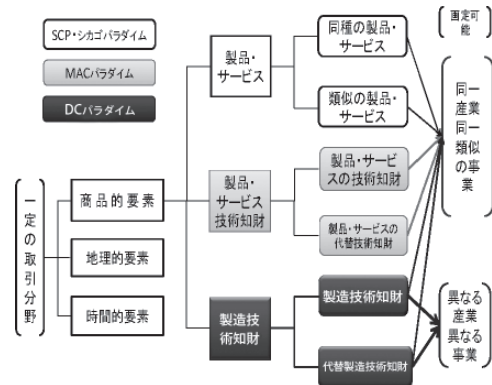 SCP・シカゴパラダイム
MACパラダイム
DCパラダイム
一定の取引分野
商品的要素
地理的要素
時間的要素
製品・
サービス
製品・
サービス
技術知財
製造技
術知財
同種の製品・
サービス
類似の製品・
サービス
製品・サービ
スの技術知財
製品・サービスの
代替技術知財
製造技術知財
代替製造技術知財
画定可
能
同一
産業
同一
類似
の事
業
異なる
産業
異なる
事業